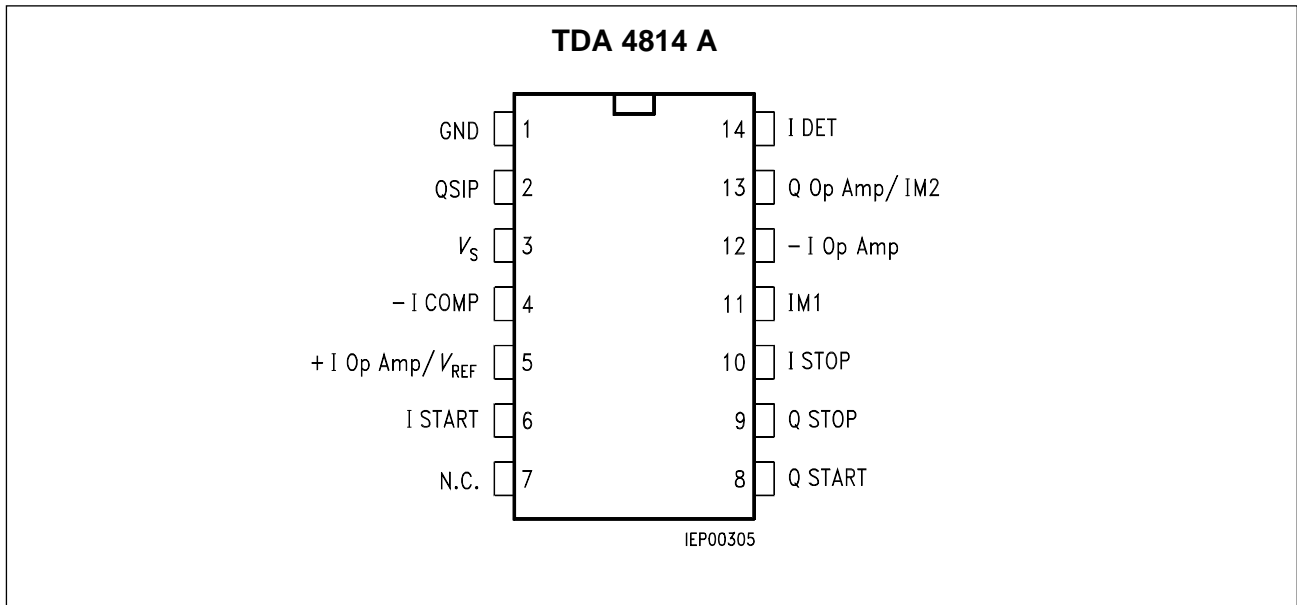 TDA 4814 A
GND 1 14 I DET
QSIP 2 13 Q Op Amp/ IM2
VS 3 12 – I Op Amp
– I COMP 4 11 IM1
+ I Op Amp/VREF 5 10 I STOP
I START 6 9 Q STOP
N.C. 7 8 Q START
IEP00305